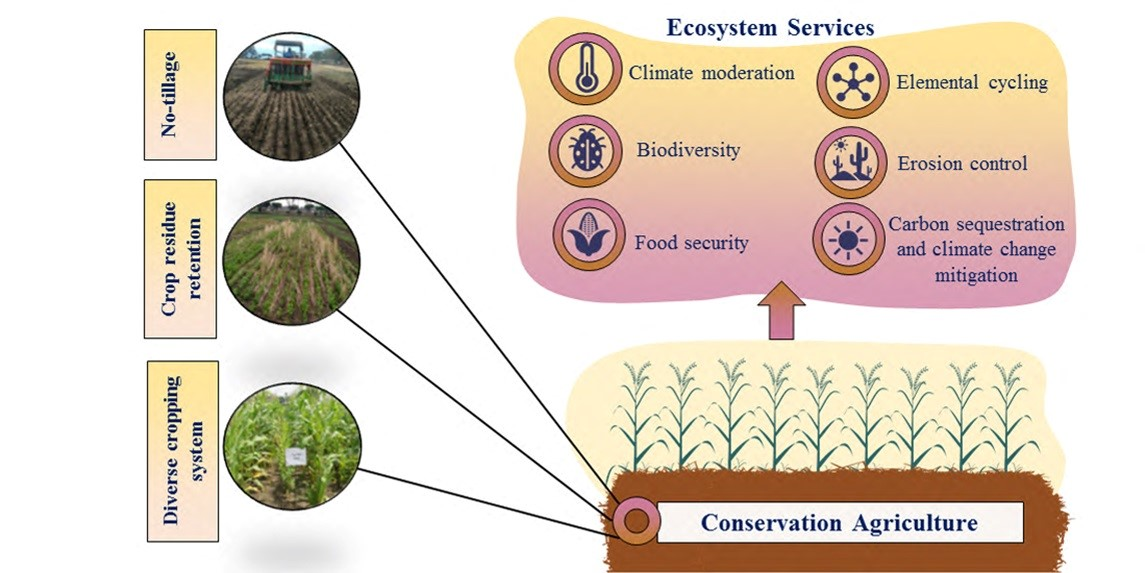 No-tillage
Crop residue
retention
Diverse cropping
system
Ecosystem Services
Climate moderation
Biodiversity
Food security
Elemental cycling
Erosion control
Carbon sequestration
and climate change
mitigation
Conservation Agriculture